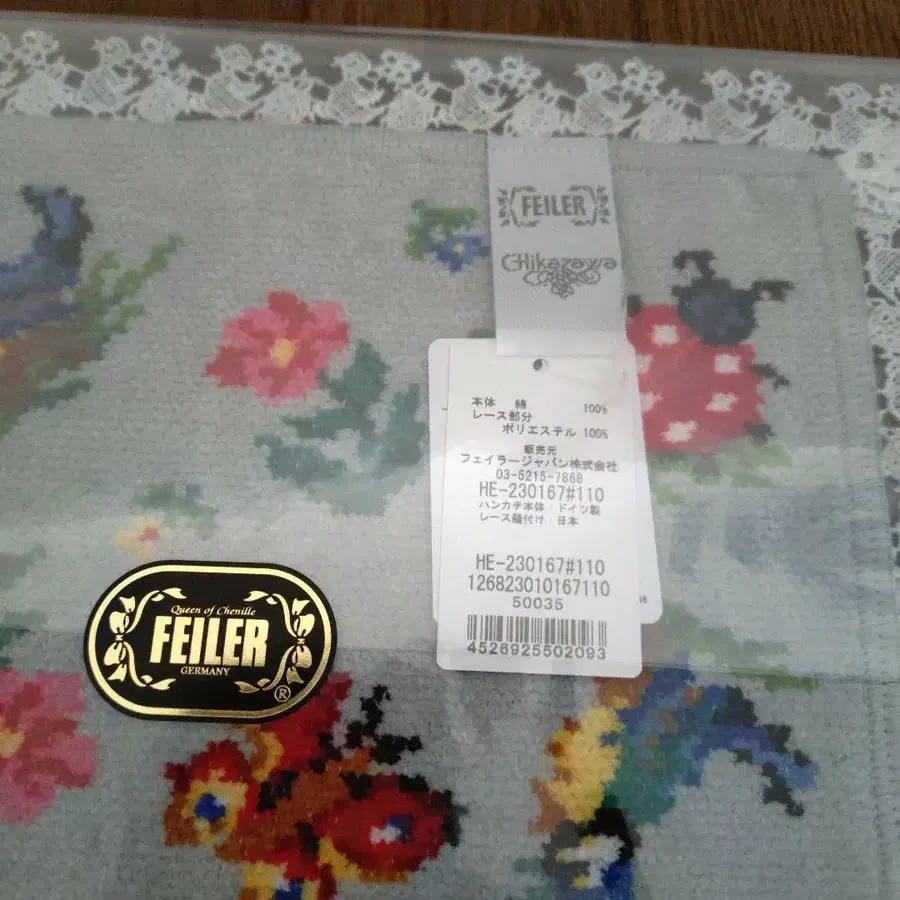 FEILER
CHikazawa
本体 綿 100%
レース部分
ポリエステル 100%
販売元
フェイラージャパン株式会社
03-5215-7868
HE-230167#110
ハンカチ本体:ドイツ製
レース縫付け:日本
HE-230167#110
126823010167110
50035
4526925502093
Queen of Chenille
FEILER
GERMANY
®